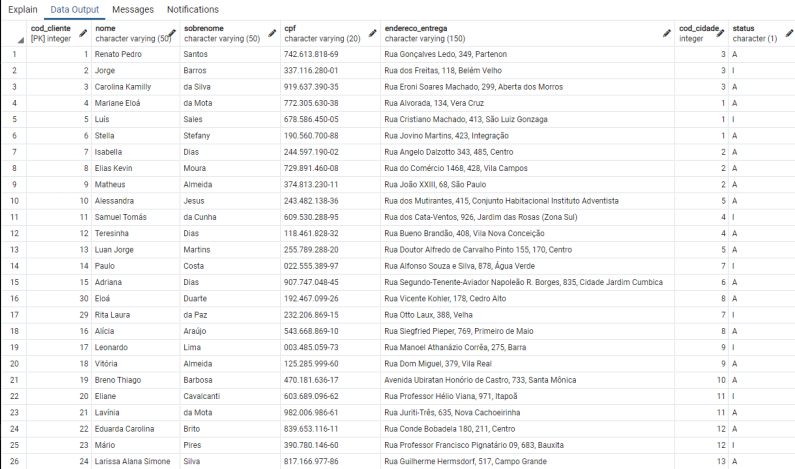 Explain Data Output Messages Notifications
cod_cliente nome sobrenome cpf endereco_entrega cod_cidade status
[PK] integer character varying (50) character varying (50) character varying (20) character varying (150) integer character (1)
1 1 Renato Pedro Santos 742.613.818-69 Rua Gonçalves Ledo, 349, Partenon 3 A
2 2 Jorge Barros 337.116.280-01 Rua dos Freitas, 118, Belém Velho 3 I
3 3 Carolina Kamilly da Silva 919.637.390-35 Rua Eroni Soares Machado, 299, Aberta dos Morros 3 A
4 4 Mariane Eloá da Mota 772.305.630-38 Rua Alvorada, 134, Vera Cruz 1 A
5 5 Luís Sales 678.586.450-05 Rua Cristiano Machado, 413, São Luiz Gonzaga 1 I
6 6 Stella Stefany 190.560.700-88 Rua Jovino Martins, 423, Integração 1 A
7 7 Isabella Dias 244.597.190-02 Rua Angelo Dalzotto 343, 485, Centro 2 A
8 8 Elias Kevin Moura 729.891.460-08 Rua do Comércio 1468, 428, Vila Campos 2 A
9 9 Matheus Almeida 374.813.230-11 Rua João XXIII, 68, São Paulo 2 A
10 10 Alessandra Jesus 243.482.138-36 Rua dos Mutirantes, 415, Conjunto Habitacional Instituto Adventista 5 A
11 11 Samuel Tomás da Cunha 609.530.288-95 Rua dos Cata-Ventos, 926, Jardim das Rosas (Zona Sul) 4 I
12 12 Teresinha Dias 118.461.828-32 Rua Bueno Brandão, 408, Vila Nova Conceição 4 A
13 13 Luan Jorge Martins 255.789.288-20 Rua Doutor Alfredo de Carvalho Pinto 155, 170, Centro 5 A
14 14 Paulo Costa 022.555.389-97 Rua Alfonso Souza e Silva, 878, Água Verde 7 I
15 15 Adriana Dias 907.747.048-45 Rua Segundo-Tenente-Aviador Napoleão R. Borges, 835, Cidade Jardim Cumbica 6 A
16 30 Eloá Duarte 192.467.099-26 Rua Vicente Kohler, 178, Cedro Alto 8 A
17 29 Rita Laura da Paz 232.206.869-15 Rua Otto Laux, 388, Velha 7 I
18 16 Alícia Araújo 543.668.869-10 Rua Siegfried Pieper, 769, Primeiro de Maio 8 A
19 17 Leonardo Lima 003.485.059-73 Rua Manoel Athanázio Corrêa, 275, Barra 9 I
20 18 Vitória Almeida 125.285.999-60 Rua Dom Miguel, 379, Vila Real 9 A
21 19 Breno Thiago Barbosa 470.181.636-17 Avenida Ubiratan Honório de Castro, 733, Santa Mônica 10 A
22 20 Eliane Cavalcanti 603.689.096-62 Rua Professor Hélio Viana, 971, Itapoã 11 I
23 21 Lavínia da Mota 982.006.986-61 Rua Juriti-Três, 635, Nova Cachoeirinha 11 A
24 22 Eduarda Carolina Brito 839.653.116-11 Rua Conde Bobadela 180, 211, Centro 12 A
25 23 Mário Pires 390.780.146-60 Rua Professor Francisco Pignatário 09, 683, Bauxita 12 I
26 24 Larissa Alana Simone Silva 817.166.977-86 Rua Guilherme Hermsdorf, 517, Campo Grande 13 A